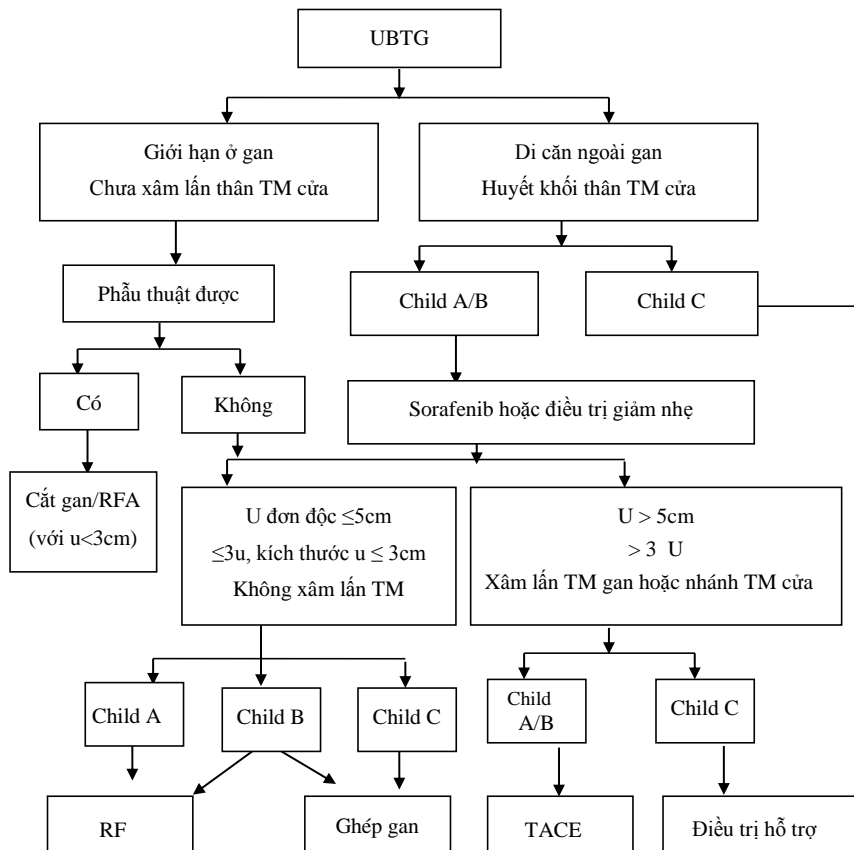 UBTG
Giới hạn ở gan
Chưa xâm lấn thân TM cửa
Di căn ngoài gan
Huyết khối thân TM cửa
Phẫu thuật được
Child A/B
Child C
Có
Không
Sorafenib hoặc điều trị giảm nhẹ
Cắt gan/RFA
(với u<3cm)
U đơn độc ≤5cm
≤3u, kích thước u ≤ 3cm
Không xâm lấn TM
U > 5cm
> 3 U
Xâm lấn TM gan hoặc nhánh TM cửa
Child A
Child B
Child C
Child
A/B
Child C
RF
Ghép gan
TACE
Điều trị hỗ trợ